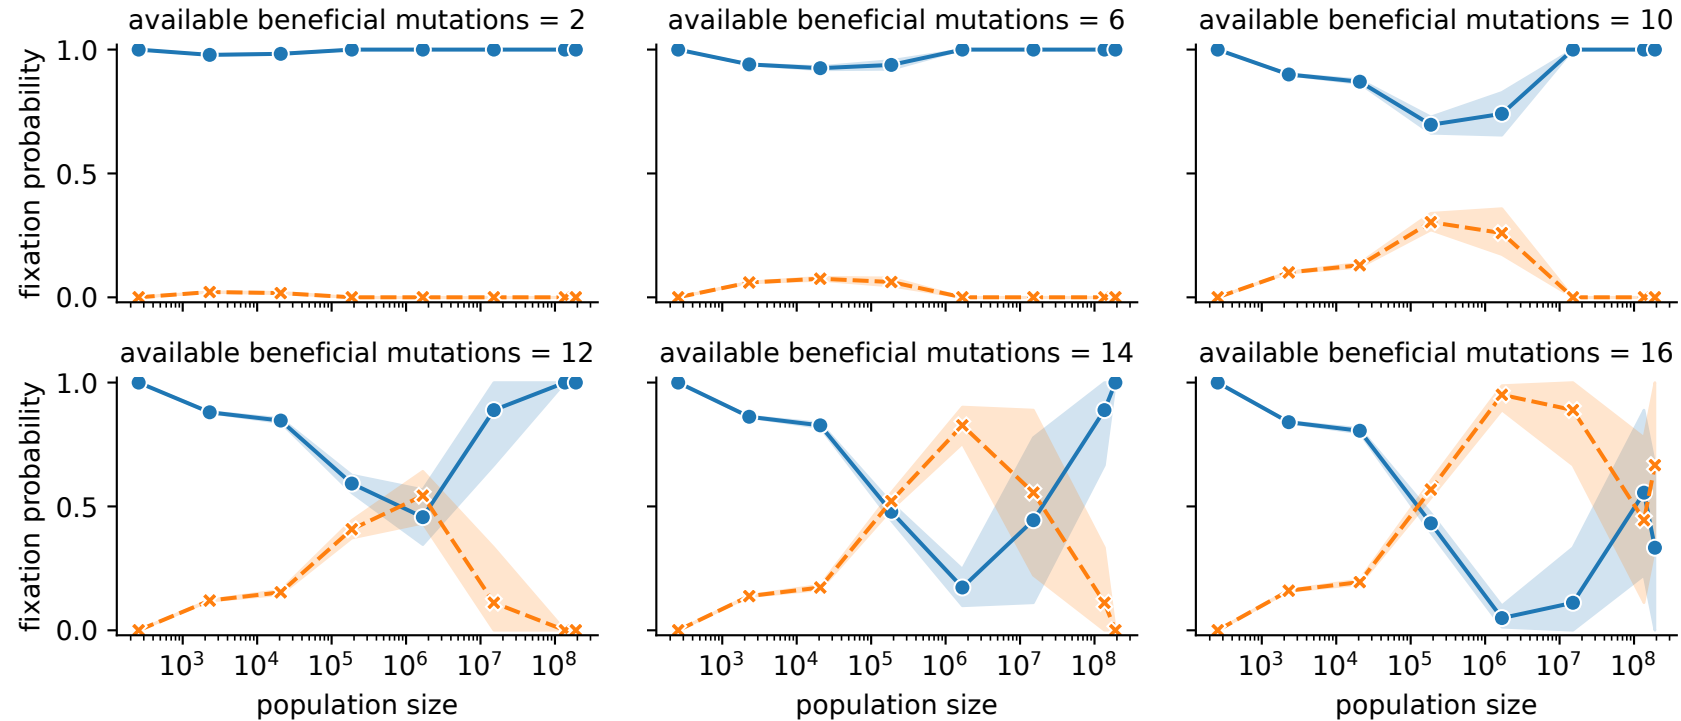 available beneficial mutations = 2
available beneficial mutations = 6
available beneficial mutations = 10
fixation probability
1.0
0.5
0.0
available beneficial mutations = 12
available beneficial mutations = 14
available beneficial mutations = 16
fixation probability
1.0
0.5
0.0
10³ 10⁴ 10⁵ 10⁶ 10⁷ 10⁸
10³ 10⁴ 10⁵ 10⁶ 10⁷ 10⁸
10³ 10⁴ 10⁵ 10⁶ 10⁷ 10⁸
population size
population size
population size